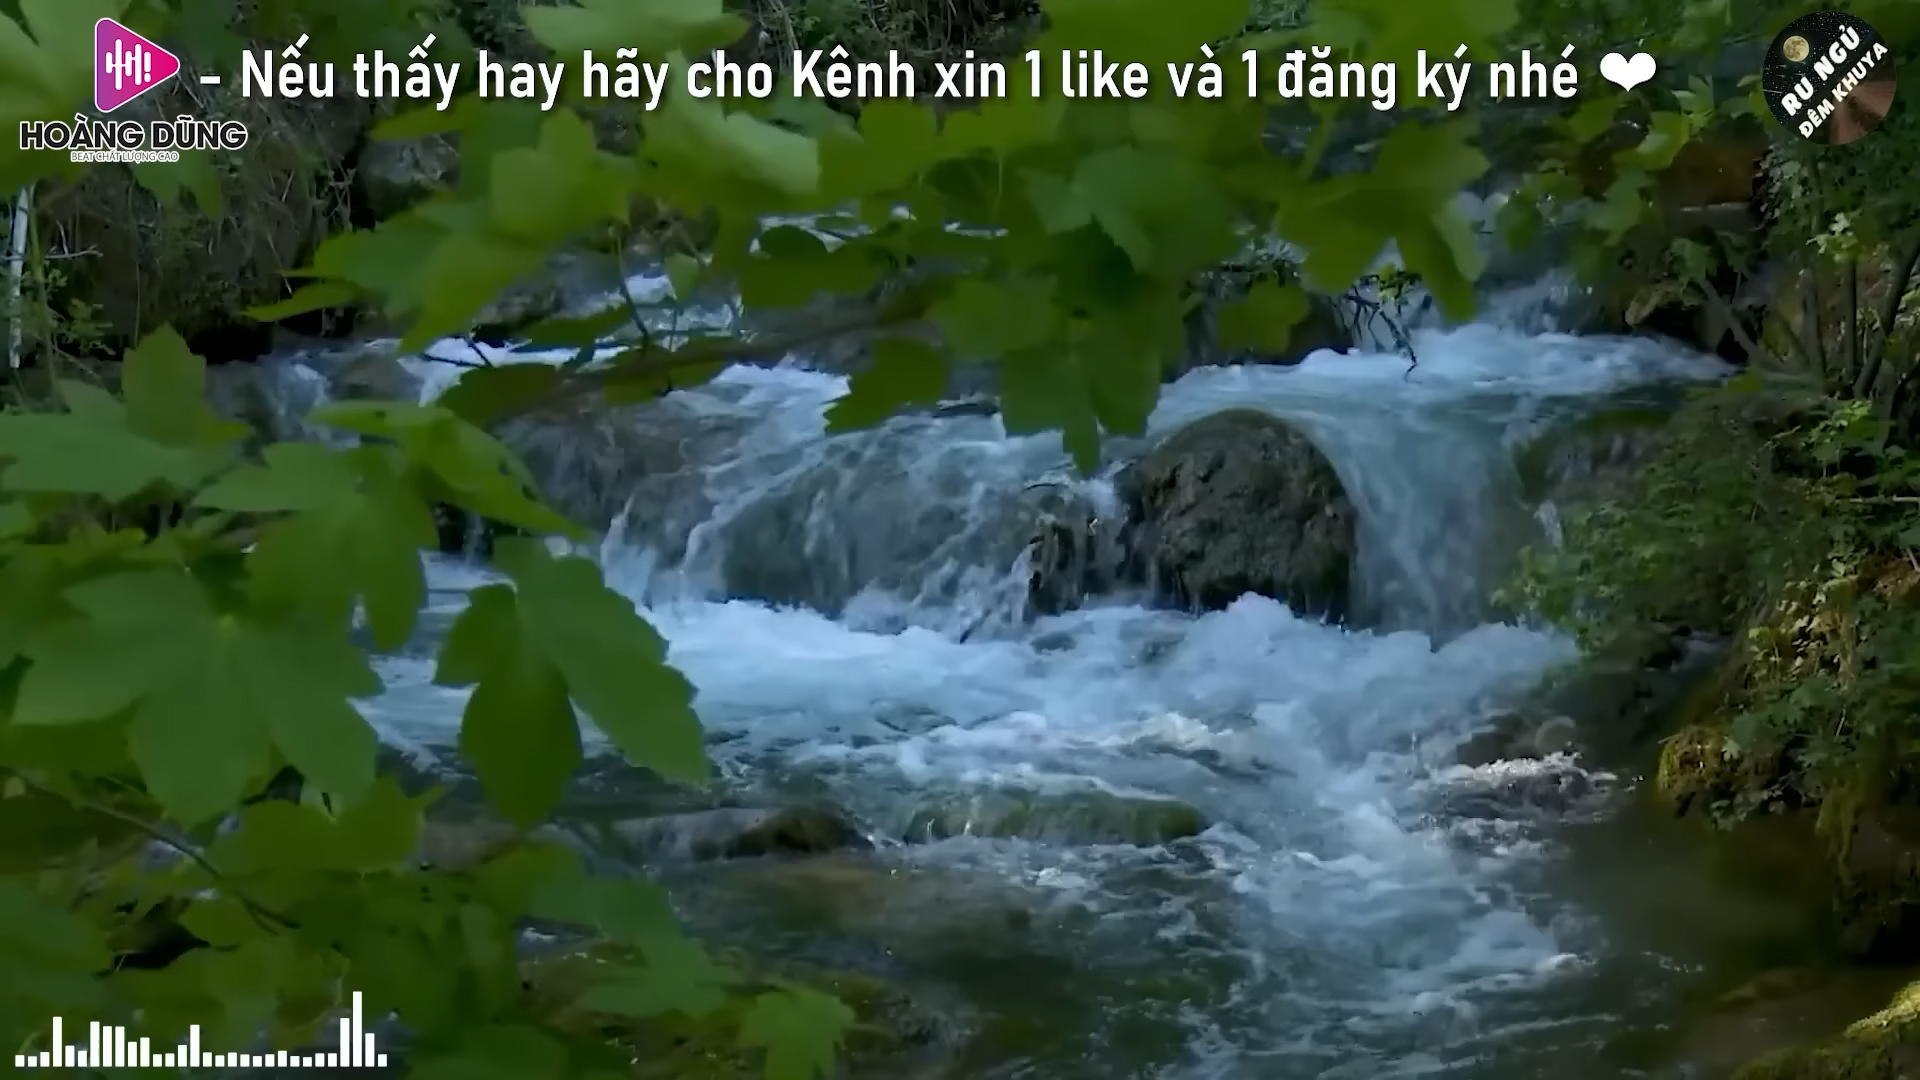 – Nếu thấy hay hãy cho Kênh xin 1 like và 1 đăng ký nhé ❤
HH!
HOÀNG DŨNG
BEAT CHẤT LƯỢNG CAO
RU NGỦ
ĐÊM KHUYA